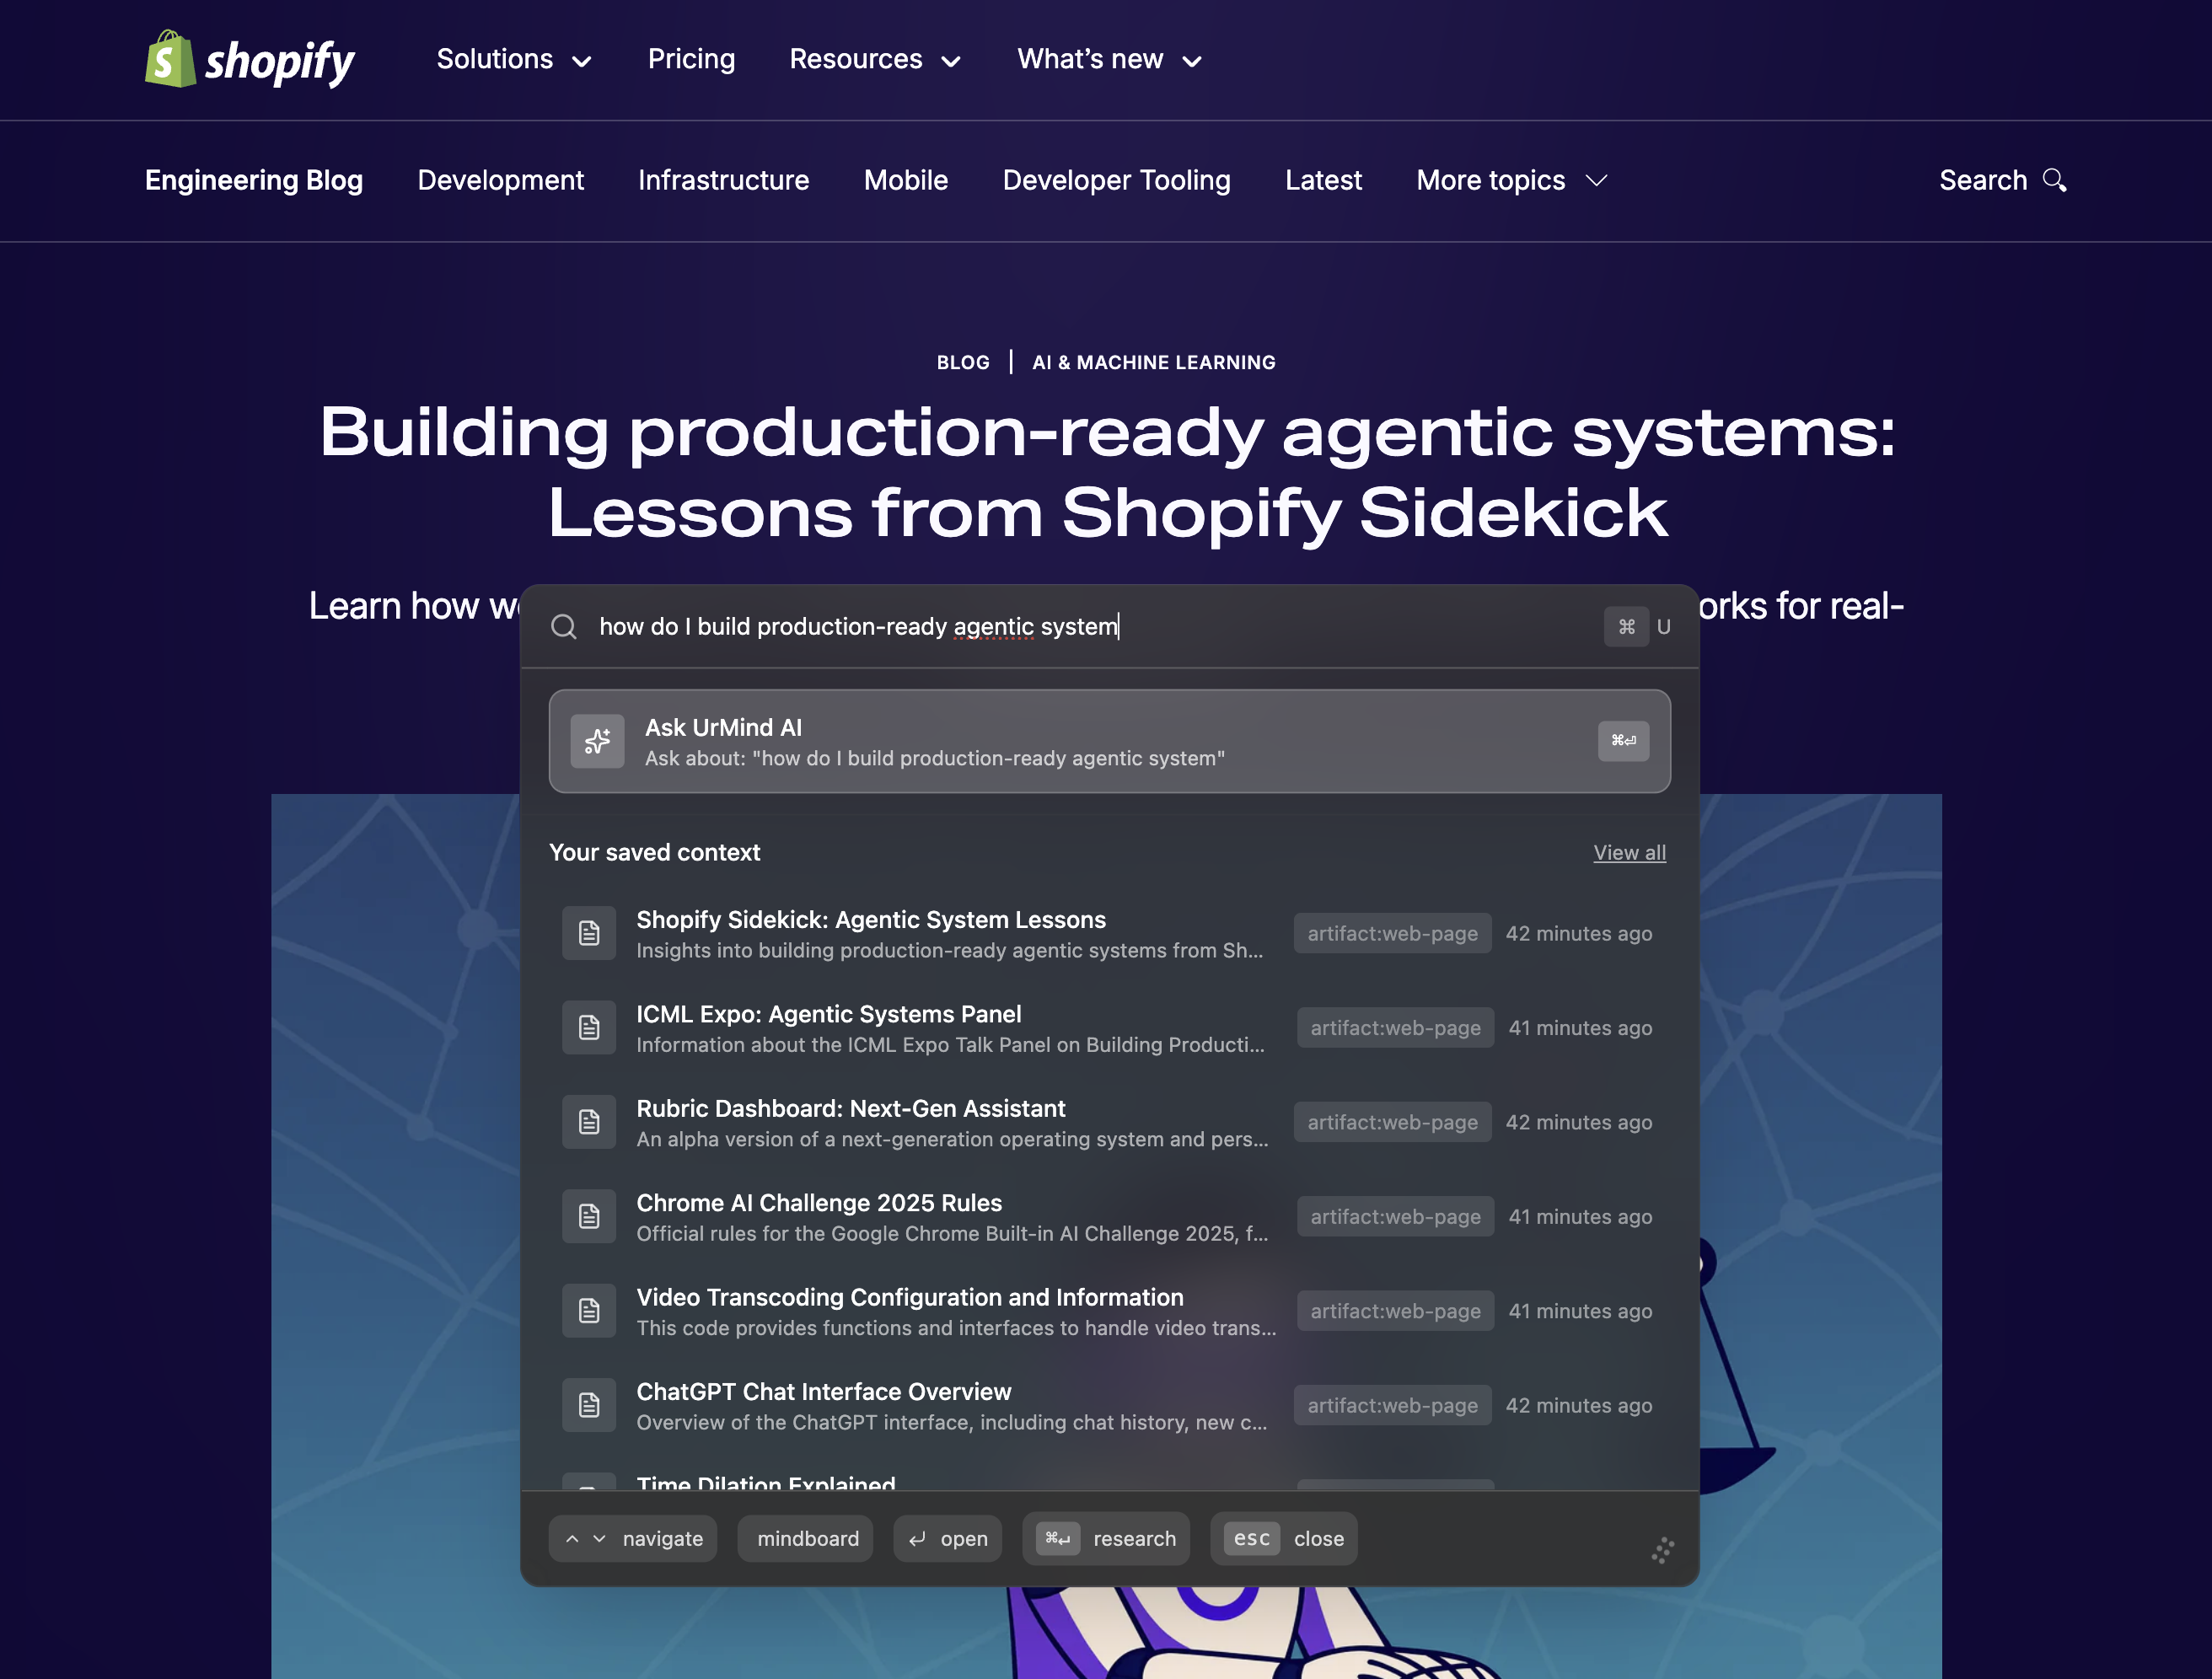 shopify Solutions Pricing Resources What's new
Engineering Blog Development Infrastructure Mobile Developer Tooling Latest More topics Search
BLOG | AI & MACHINE LEARNING
Building production-ready agentic systems:
Lessons from Shopify Sidekick
Learn how
orks for real-
how do I build production-ready agentic system
⌘ U
Ask UrMind AI
Ask about: "how do I build production-ready agentic system"
⌘⏎
Your saved context View all
Shopify Sidekick: Agentic System Lessons
Insights into building production-ready agentic systems from Sh...
artifact:web-page 42 minutes ago
ICML Expo: Agentic Systems Panel
Information about the ICML Expo Talk Panel on Building Producti...
artifact:web-page 41 minutes ago
Rubric Dashboard: Next-Gen Assistant
An alpha version of a next-generation operating system and pers...
artifact:web-page 42 minutes ago
Chrome AI Challenge 2025 Rules
Official rules for the Google Chrome Built-in AI Challenge 2025, f...
artifact:web-page 41 minutes ago
Video Transcoding Configuration and Information
This code provides functions and interfaces to handle video trans...
artifact:web-page 41 minutes ago
ChatGPT Chat Interface Overview
Overview of the ChatGPT interface, including chat history, new c...
artifact:web-page 42 minutes ago
Time Dilation Explained
navigate mindboard open ⌘↵ research esc close